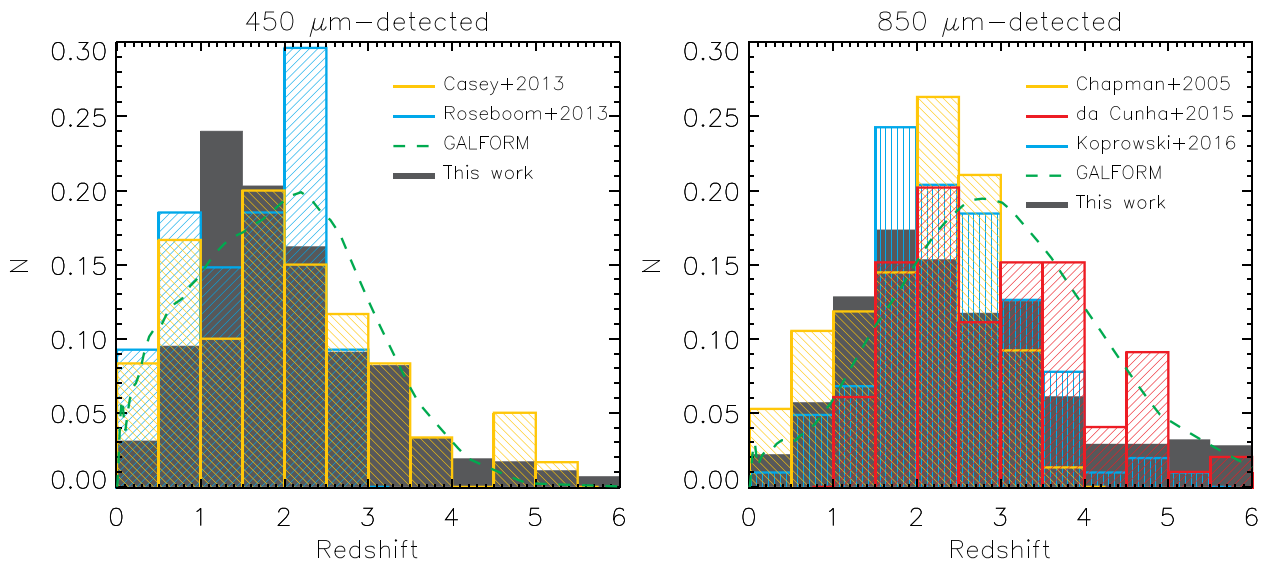 450 μm-detected
N
0.30
0.25
0.20
0.15
0.10
0.05
0.00
Casey+2013
Roseboom+2013
GALFORM
This work
0 1 2 3 4 5 6
Redshift
850 μm-detected
N
0.30
0.25
0.20
0.15
0.10
0.05
0.00
Chapman+2005
da Cunha+2015
Koprowski+2016
GALFORM
This work
0 1 2 3 4 5 6
Redshift